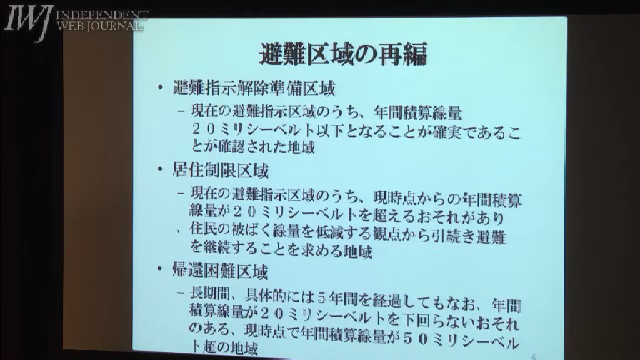 IWJ INDEPENDENT
WEB JOURNAL
避難区域の再編
・ 避難指示解除準備区域
－現在の避難指示区域のうち、年間積算線量
２０ミリシーベルト以下となることが確実であるこ
とが確認された地域
・ 居住制限区域
－現在の避難指示区域のうち、現時点からの年間積算
線量が２０ミリシーベルトを超えるおそれがあり
、住民の被ばく線量を低減する観点から引続き避難
を継続することを求める地域
・ 帰還困難区域
－長期間、具体的には５年間を経過してもなお、年間
積算線量が２０ミリシーベルトを下回らないおそれ
のある、現時点で年間積算線量が５０ミリシーベル
ト超の地域